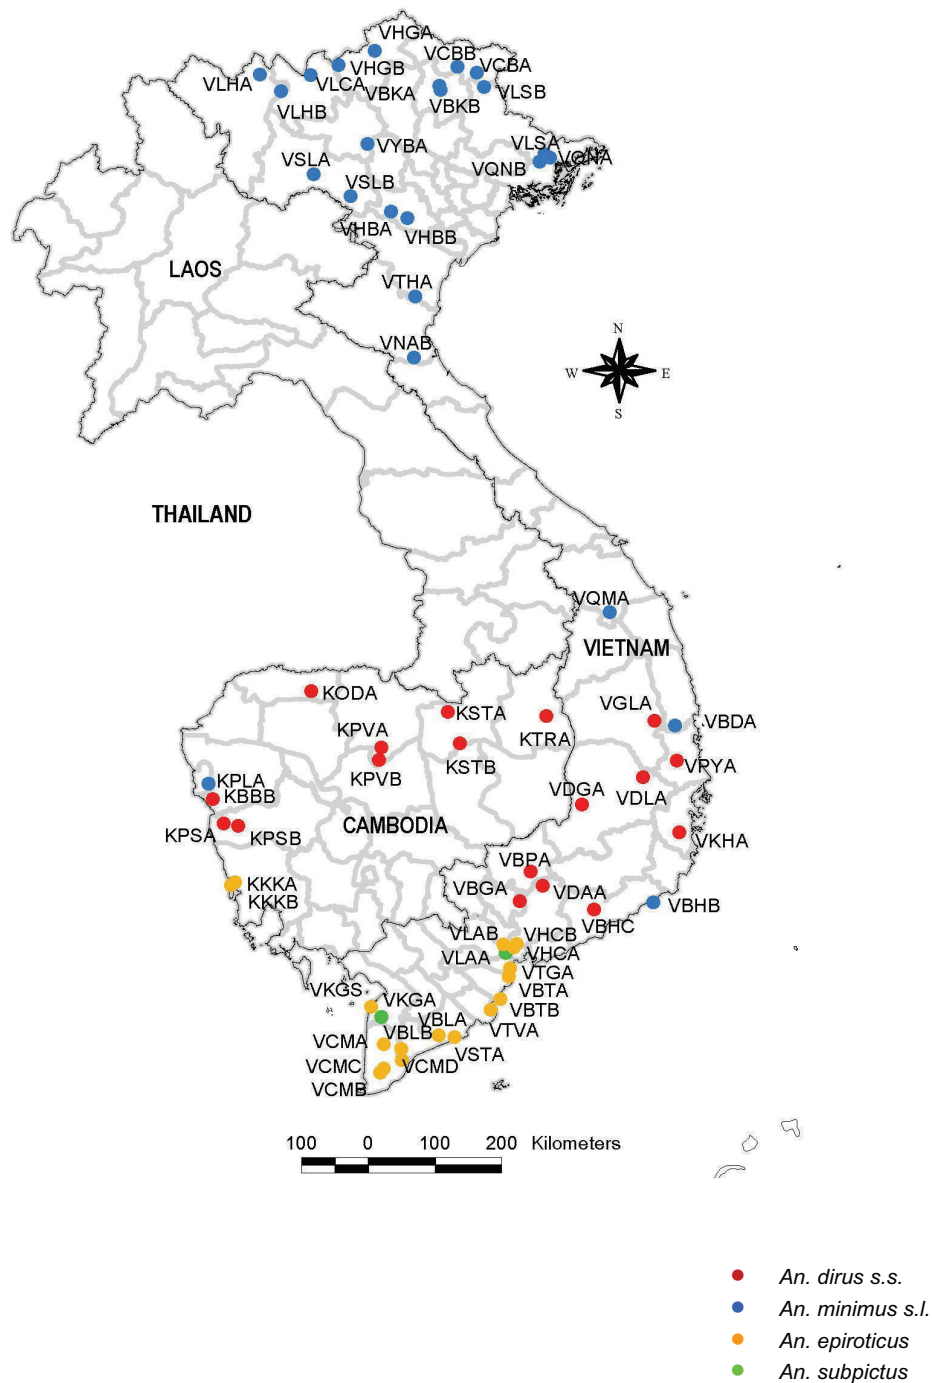 VHGA
VCBB
VHGB
VCBA
VLHA
VLCA
VBKA
VLSB
VLHB
VBKB
VYBA
VLSA
VQNA
VSLA
VQNB
VSLB
VHBA
VHBB
LAOS
VTHA
N
VNAB
W
E
S
THAILAND
VQMA
VIETNAM
KODA
VGLA
KSTA
VBDA
KPVA
KTRA
KSTB
VPYA
KPVB
KPLA
VDGA
VDLA
KBBB
CAMBODIA
KPSA
KPSB
VKHA
VBPA
KKKA
VBGA
VDAA
KKKB
VBHB
VBHC
VLAB
VHCB
VLAA
VHCA
VTGA
VKGS
VKGA
VBTA
VBTB
VBLA
VBLB
VTVA
VCMA
VSTA
VCMC
VCMD
VCMB
100 0 100 200 Kilometers
An. dirus s.s.
An. minimus s.l.
An. epiroticus
An. subpictus